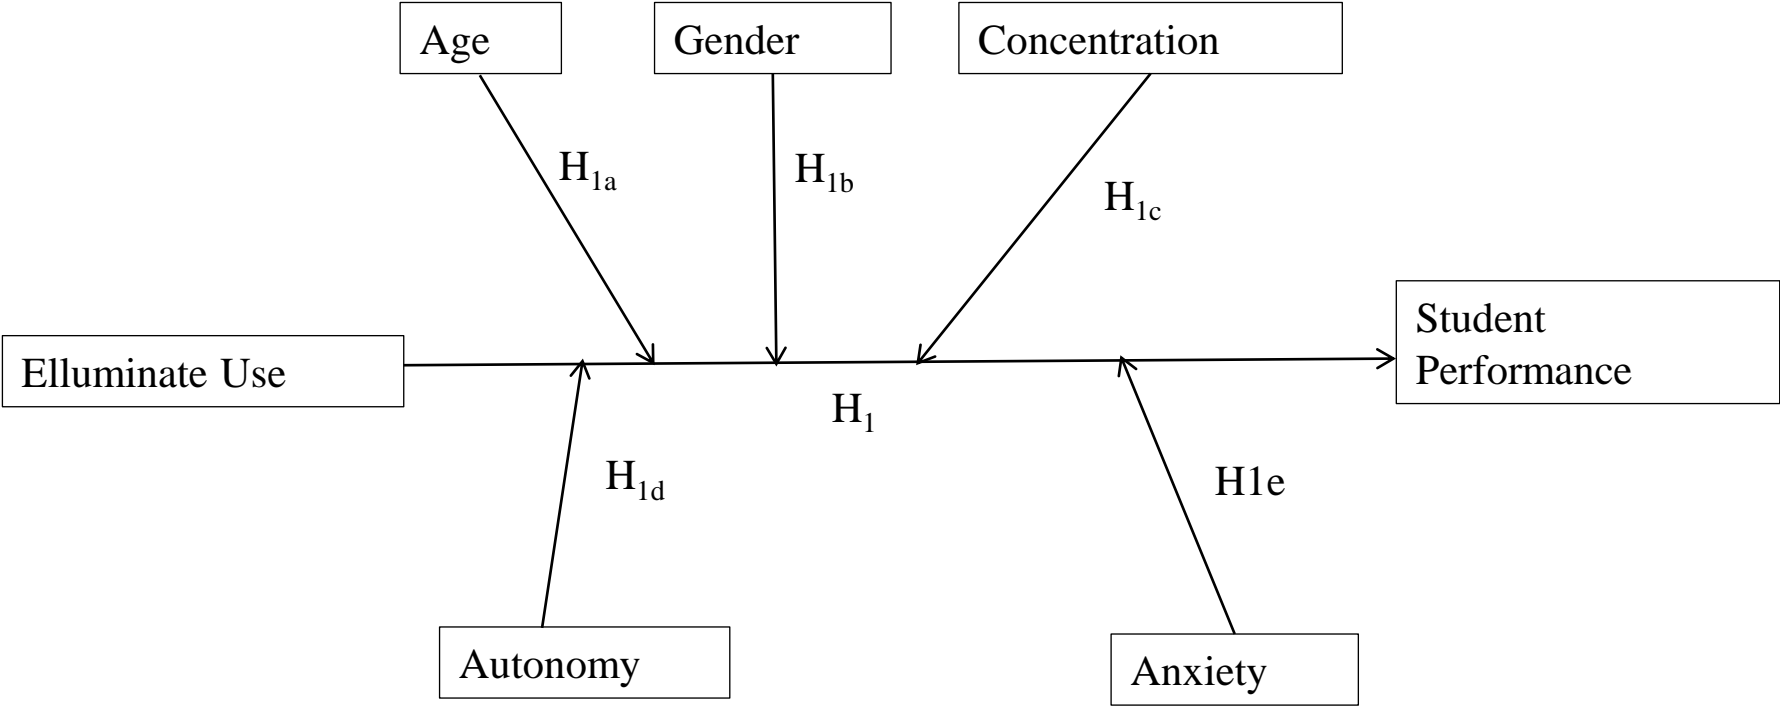 Age
Gender
Concentration
H1a
H1b
H1c
Elluminate Use
Student
Performance
H1
H1d
H1e
Autonomy
Anxiety